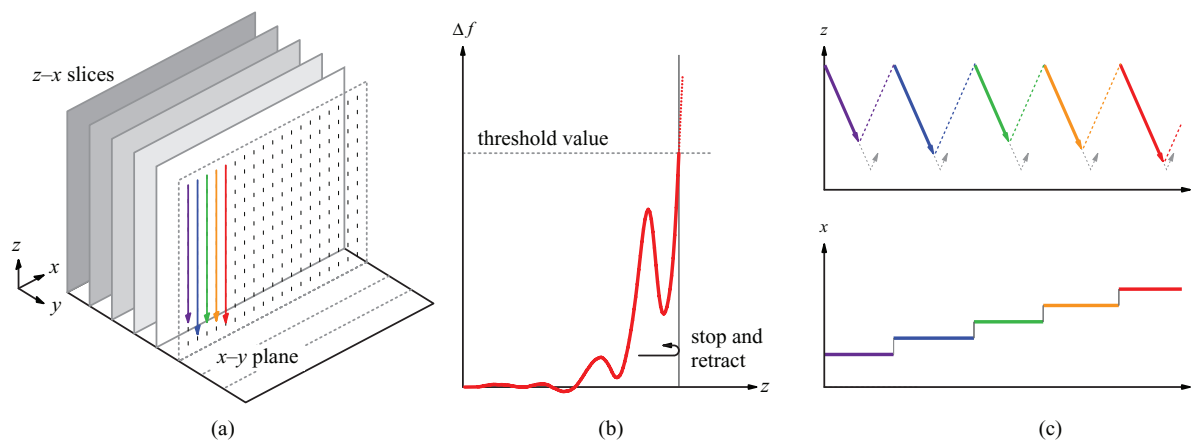 z–x slices
z
x
y
x–y plane
(a)
Δf
threshold value
stop and
retract
z
(b)
z
x
(c)